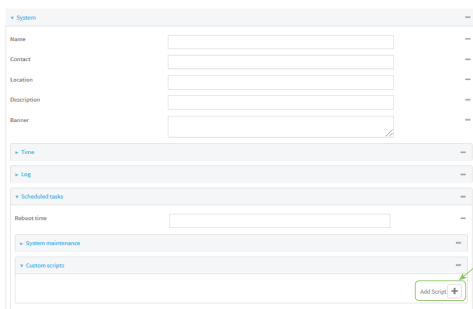 System
Name
Contact
Location
Description
Banner
Time
Log
Scheduled tasks
Reboot time
System maintenance
Custom scripts
Add Script